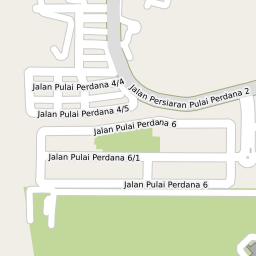 Jalan Pulai Perdana 4/4
Jalan Persiaran Pulai Perdana 2
Jalan Pulai Perdana 4/5
Jalan Pulai Perdana 6
Jalan Pulai Perdana 6/1
Jalan Pulai Perdana 6